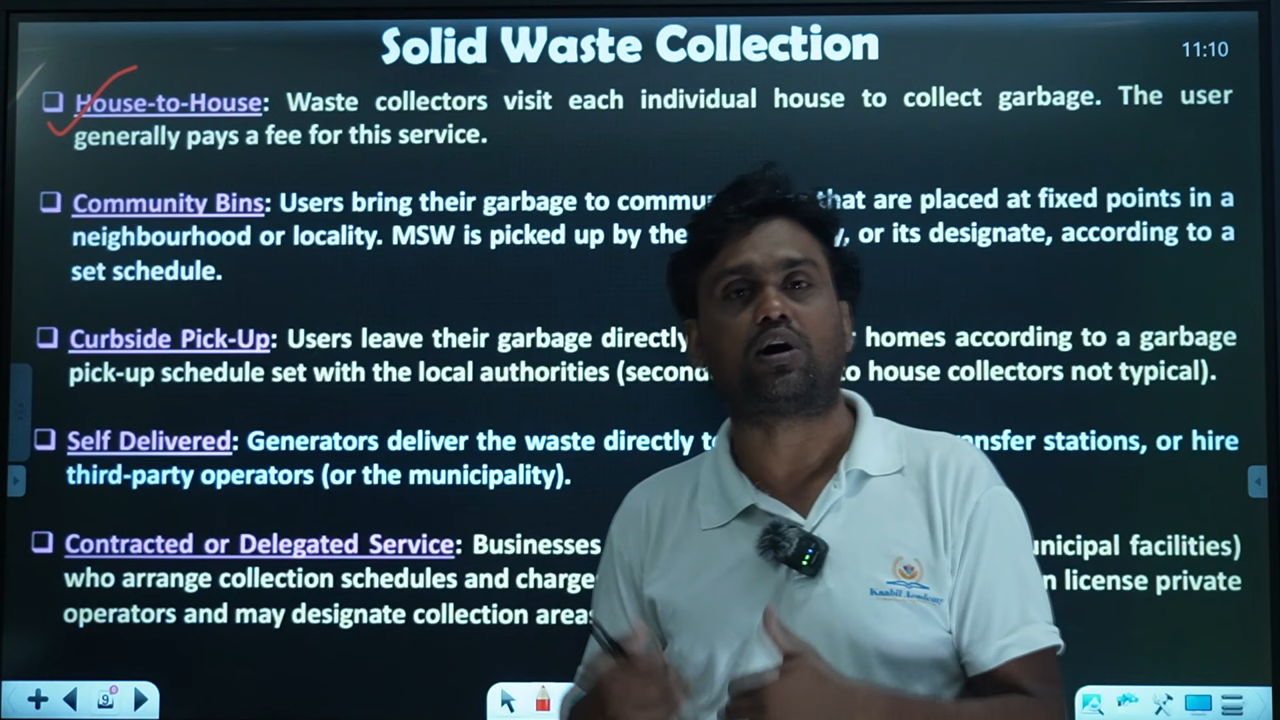 Solid Waste Collection
11:10
House-to-House: Waste collectors visit each individual house to collect garbage. The user
generally pays a fee for this service.
Community Bins: Users bring their garbage to that are placed at fixed points in a
neighbourhood or locality. MSW is picked up by the or its designate, according to a
set schedule.
Curbside Pick-Up: Users leave their garbage directly homes according to a garbage
pick-up schedule set with the local authorities to house collectors not typical).
Self Delivered: Generators deliver the waste directly stations, or hire
third-party operators (or the municipality).
Contracted or Delegated Service: Businesses facilities)
who arrange collection schedules and license private
operators and may designate collection
9